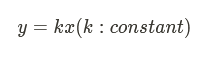 y = kx(k : constant)